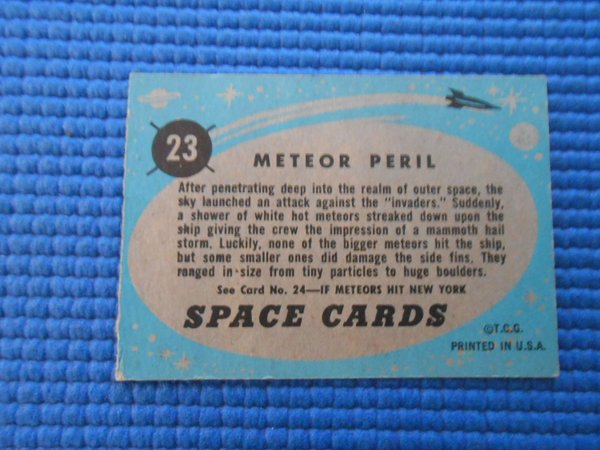 23
METEOR PERIL
After penetrating deep into the realm of outer space, the
sky launched an attack against the "invaders." Suddenly,
a shower of white hot meteors streaked down upon the
ship giving the crew the impression of a mammoth hail
storm. Luckily, none of the bigger meteors hit the ship,
but some smaller ones did damage the side fins. They
ranged in size from tiny particles to huge boulders.
See Card No. 24—IF METEORS HIT NEW YORK
SPACE CARDS
©T.C.G.
PRINTED IN U.S.A.